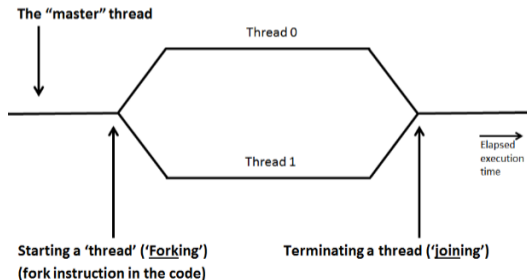 The “master” thread
Thread 0
Thread 1
Elapsed
execution
time
Starting a ‘thread’ (‘Forking’)
(fork instruction in the code)
Terminating a thread (‘joining’)